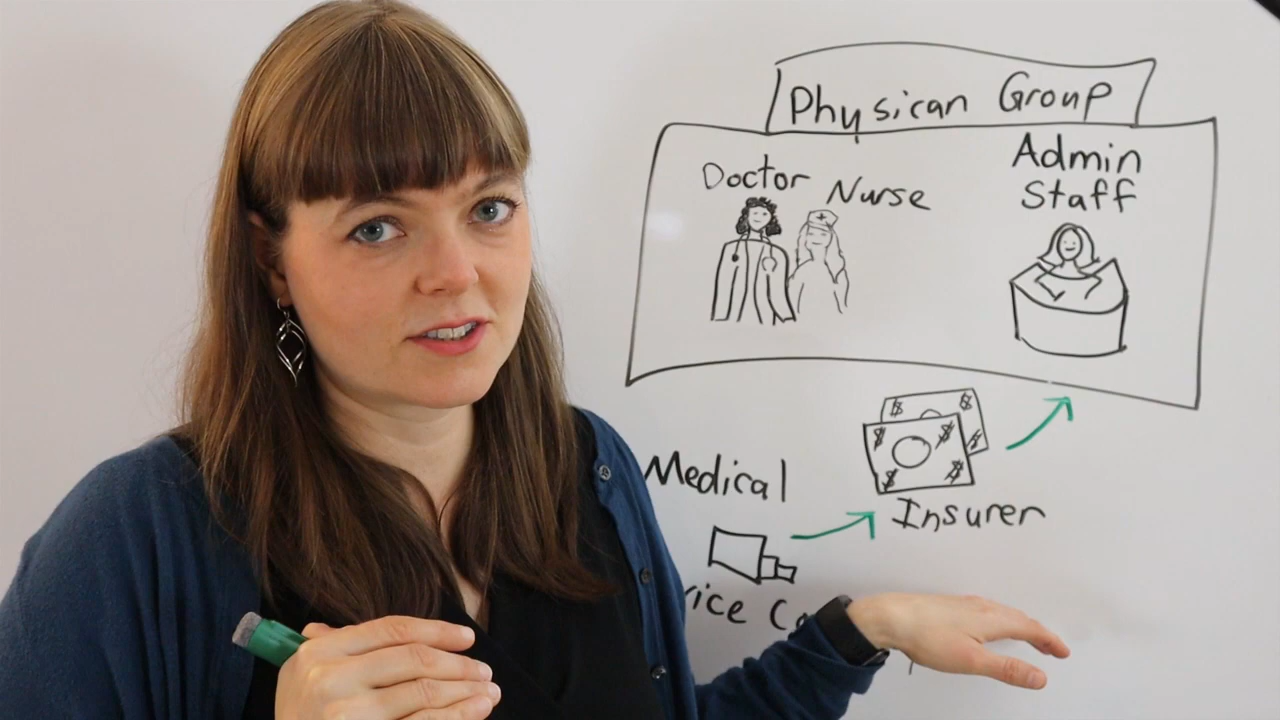 Physican Group
Doctor
Nurse
Admin
Staff
$ $
$ $
$ $ $
Medical
Insurer